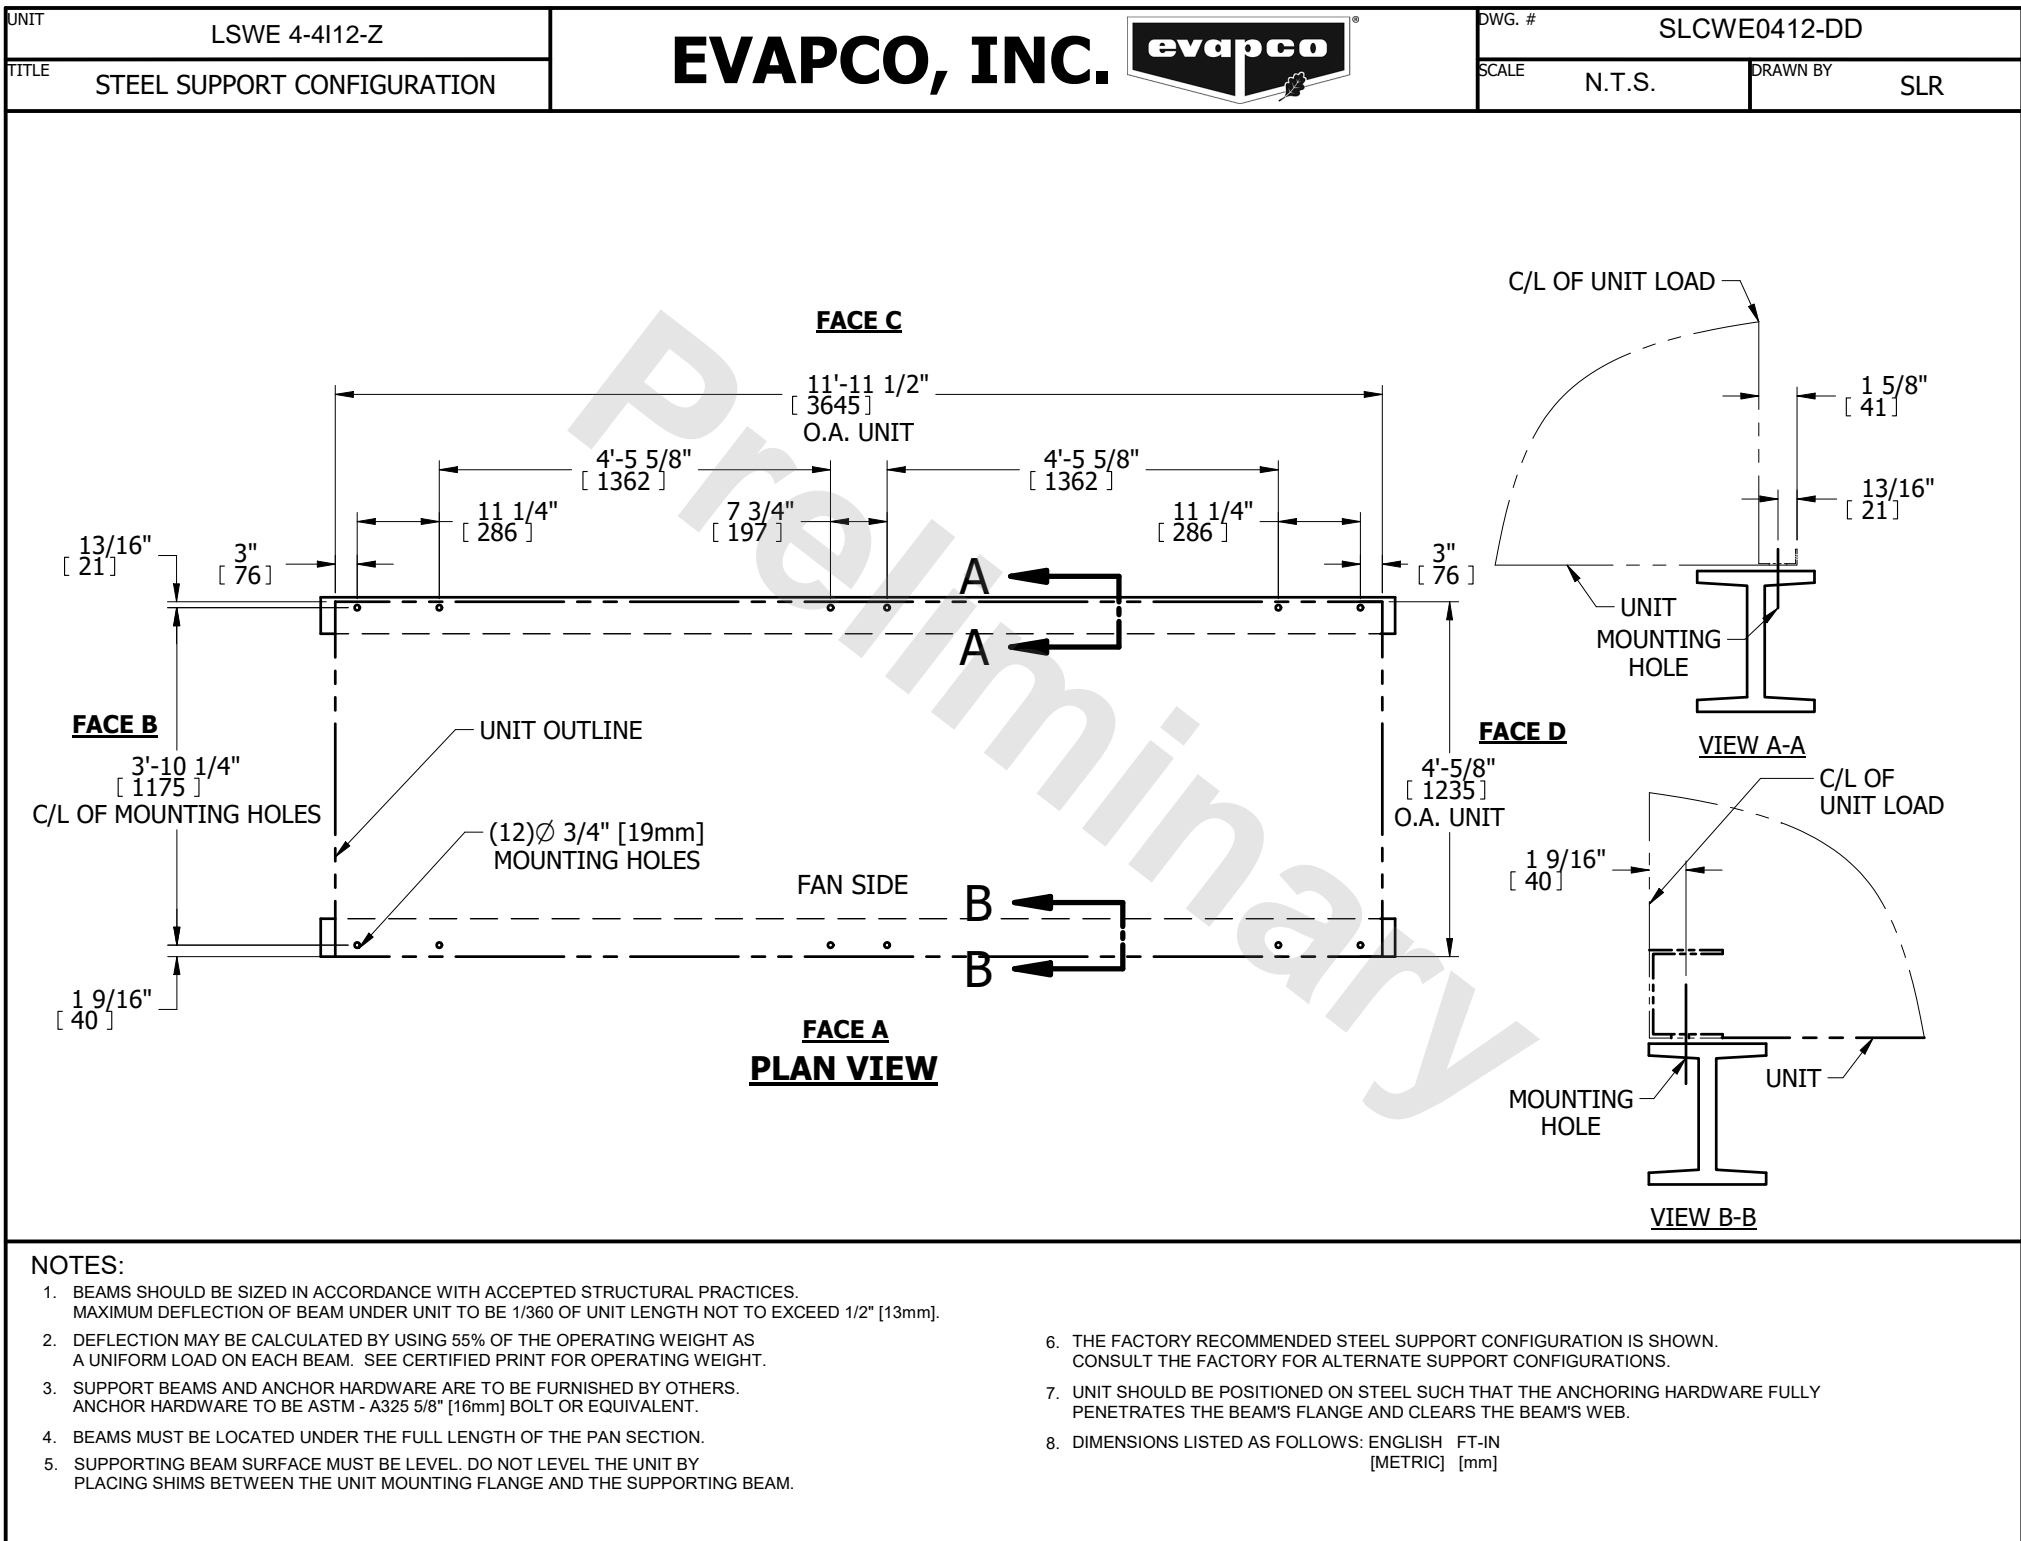 UNIT
LSWE 4-4I12-Z
TITLE
STEEL SUPPORT CONFIGURATION
EVAPCO, INC.
evapco
®
DWG. #
SLCWE0412-DD
SCALE
N.T.S.
DRAWN BY
SLR
Preliminary
FACE C
11'-11 1/2"
[ 3645]
O.A. UNIT
4'-5 5/8"
[ 1362 ]
4'-5 5/8"
[ 1362 ]
11 1/4"
[ 286 ]
7 3/4"
[ 197 ]
11 1/4"
[ 286 ]
13/16"
[ 21]
3"
[ 76]
3"
[ 76 ]
A
A
FACE B
3'-10 1/4"
[ 1175 ]
C/L OF MOUNTING HOLES
UNIT OUTLINE
(12)∅ 3/4" [19mm]
MOUNTING HOLES
FAN SIDE
B
B
FACE D
4'-5/8"
[ 1235]
O.A. UNIT
1 9/16"
[ 40 ]
FACE A
PLAN VIEW
C/L OF UNIT LOAD
1 5/8"
[ 41]
13/16"
[ 21]
UNIT
MOUNTING
HOLE
VIEW A-A
C/L OF
UNIT LOAD
1 9/16"
[ 40]
UNIT
MOUNTING
HOLE
VIEW B-B
NOTES:
1. BEAMS SHOULD BE SIZED IN ACCORDANCE WITH ACCEPTED STRUCTURAL PRACTICES.
MAXIMUM DEFLECTION OF BEAM UNDER UNIT TO BE 1/360 OF UNIT LENGTH NOT TO EXCEED 1/2" [13mm].
2. DEFLECTION MAY BE CALCULATED BY USING 55% OF THE OPERATING WEIGHT AS
A UNIFORM LOAD ON EACH BEAM. SEE CERTIFIED PRINT FOR OPERATING WEIGHT.
3. SUPPORT BEAMS AND ANCHOR HARDWARE ARE TO BE FURNISHED BY OTHERS.
ANCHOR HARDWARE TO BE ASTM - A325 5/8" [16mm] BOLT OR EQUIVALENT.
4. BEAMS MUST BE LOCATED UNDER THE FULL LENGTH OF THE PAN SECTION.
5. SUPPORTING BEAM SURFACE MUST BE LEVEL. DO NOT LEVEL THE UNIT BY
PLACING SHIMS BETWEEN THE UNIT MOUNTING FLANGE AND THE SUPPORTING BEAM.
6. THE FACTORY RECOMMENDED STEEL SUPPORT CONFIGURATION IS SHOWN.
CONSULT THE FACTORY FOR ALTERNATE SUPPORT CONFIGURATIONS.
7. UNIT SHOULD BE POSITIONED ON STEEL SUCH THAT THE ANCHORING HARDWARE FULLY
PENETRATES THE BEAM'S FLANGE AND CLEARS THE BEAM'S WEB.
8. DIMENSIONS LISTED AS FOLLOWS: ENGLISH FT-IN
[METRIC] [mm]